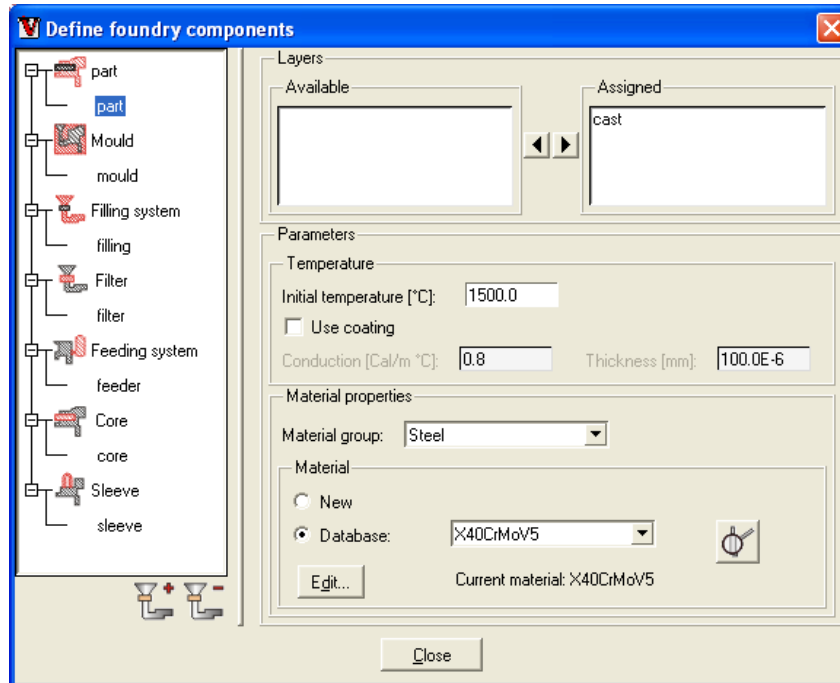 Define foundry components
part
part
Mould
mould
Filling system
filling
Filter
filter
Feeding system
feeder
Core
core
Sleeve
sleeve
Layers
Available
Assigned
cast
Parameters
Temperature
Initial temperature [°C]: 1500.0
Use coating
Conduction [Cal/m °C]: 0.8 Thickness [mm]: 100.0E-6
Material properties
Material group: Steel
Material
New
Database: X40CrMoV5
Edit... Current material: X40CrMoV5
Close